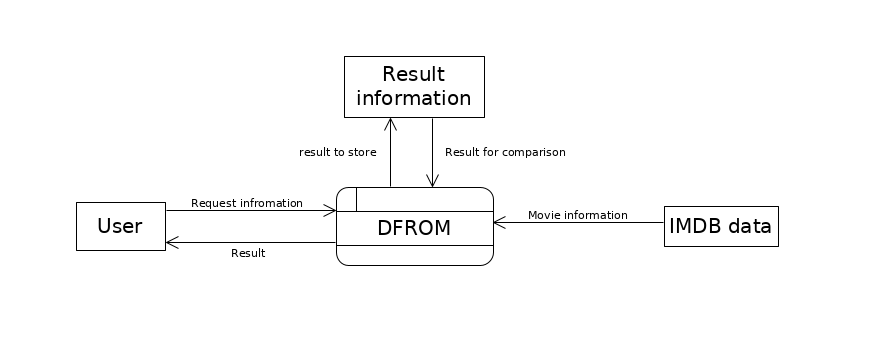 Result
information
result to store
Result for comparison
Request infromation
User
DFROM
Movie information
IMDB data
Result